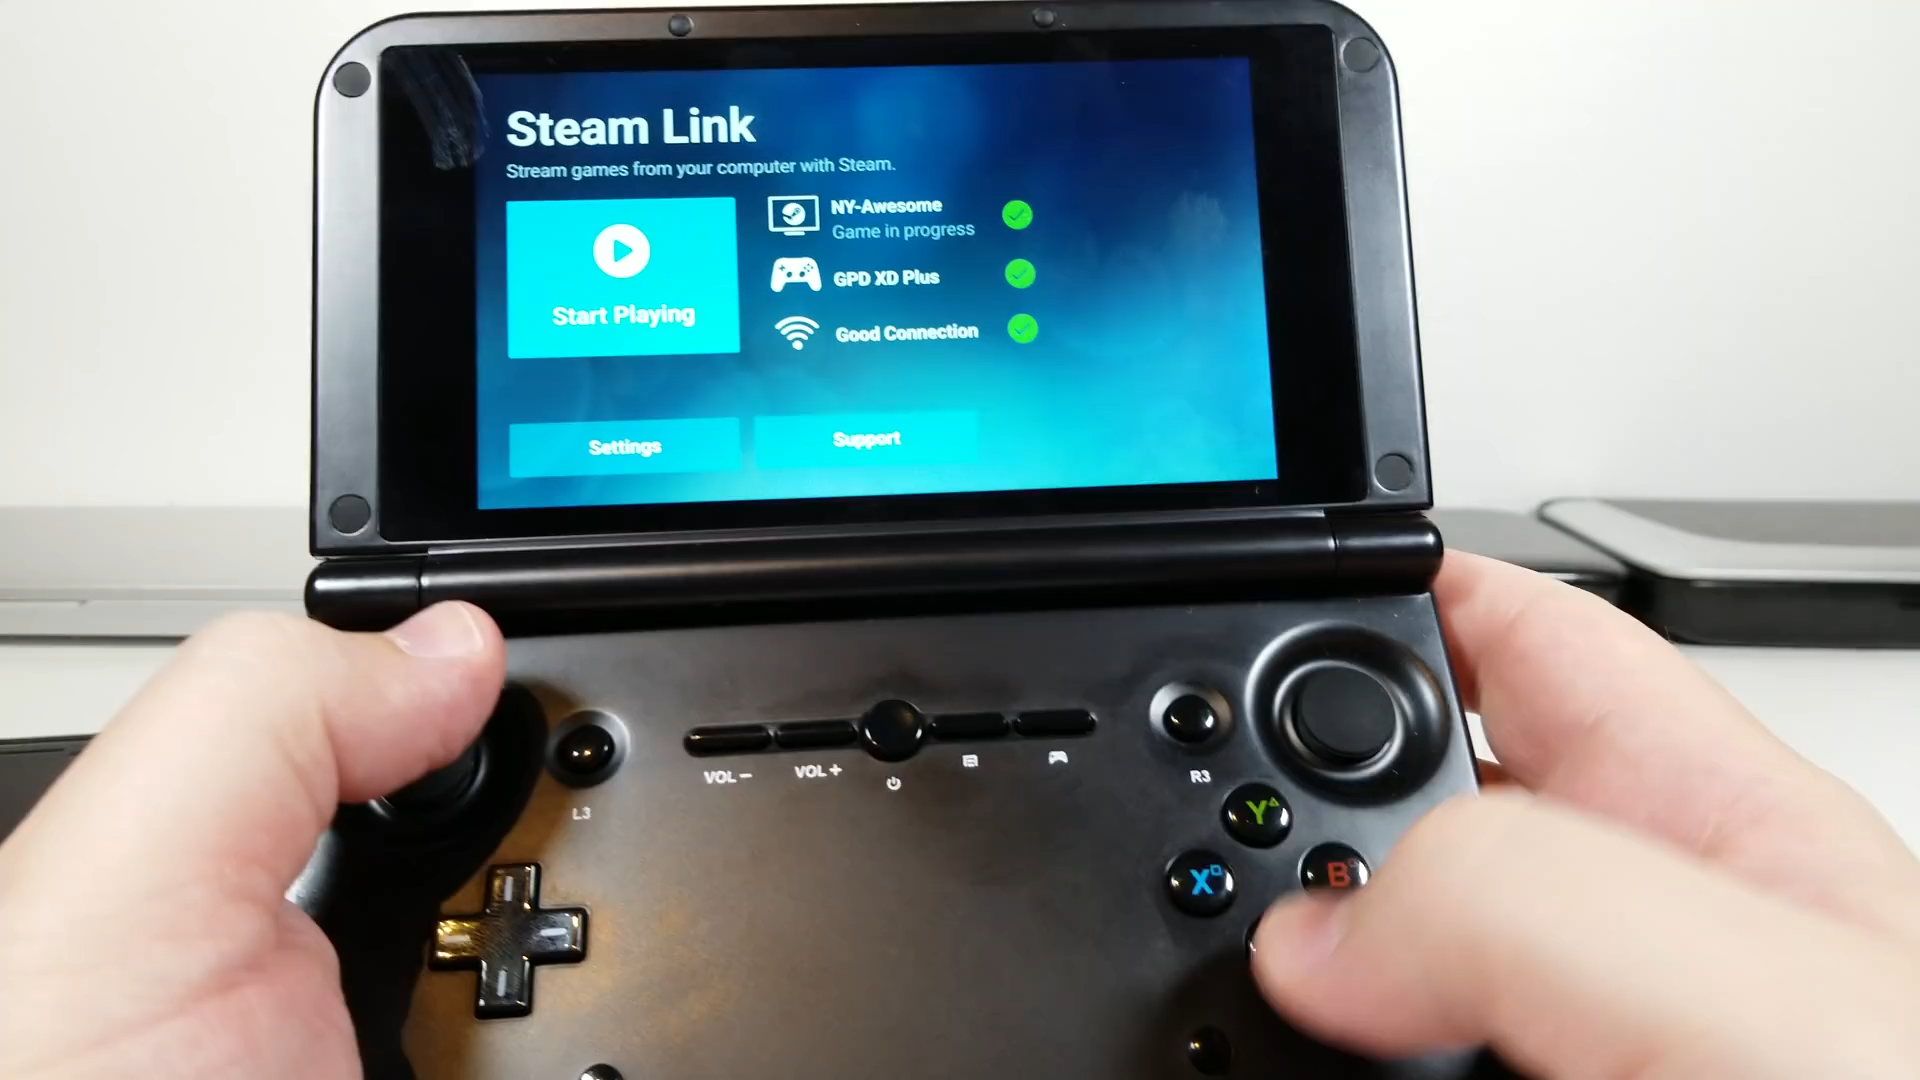 Steam Link
Stream games from your computer with Steam.
Start Playing
NY-Awesome
Game in progress
GPD XD Plus
Good Connection
Settings
Support
VOL−
VOL+
L3
R3
Y
X
B